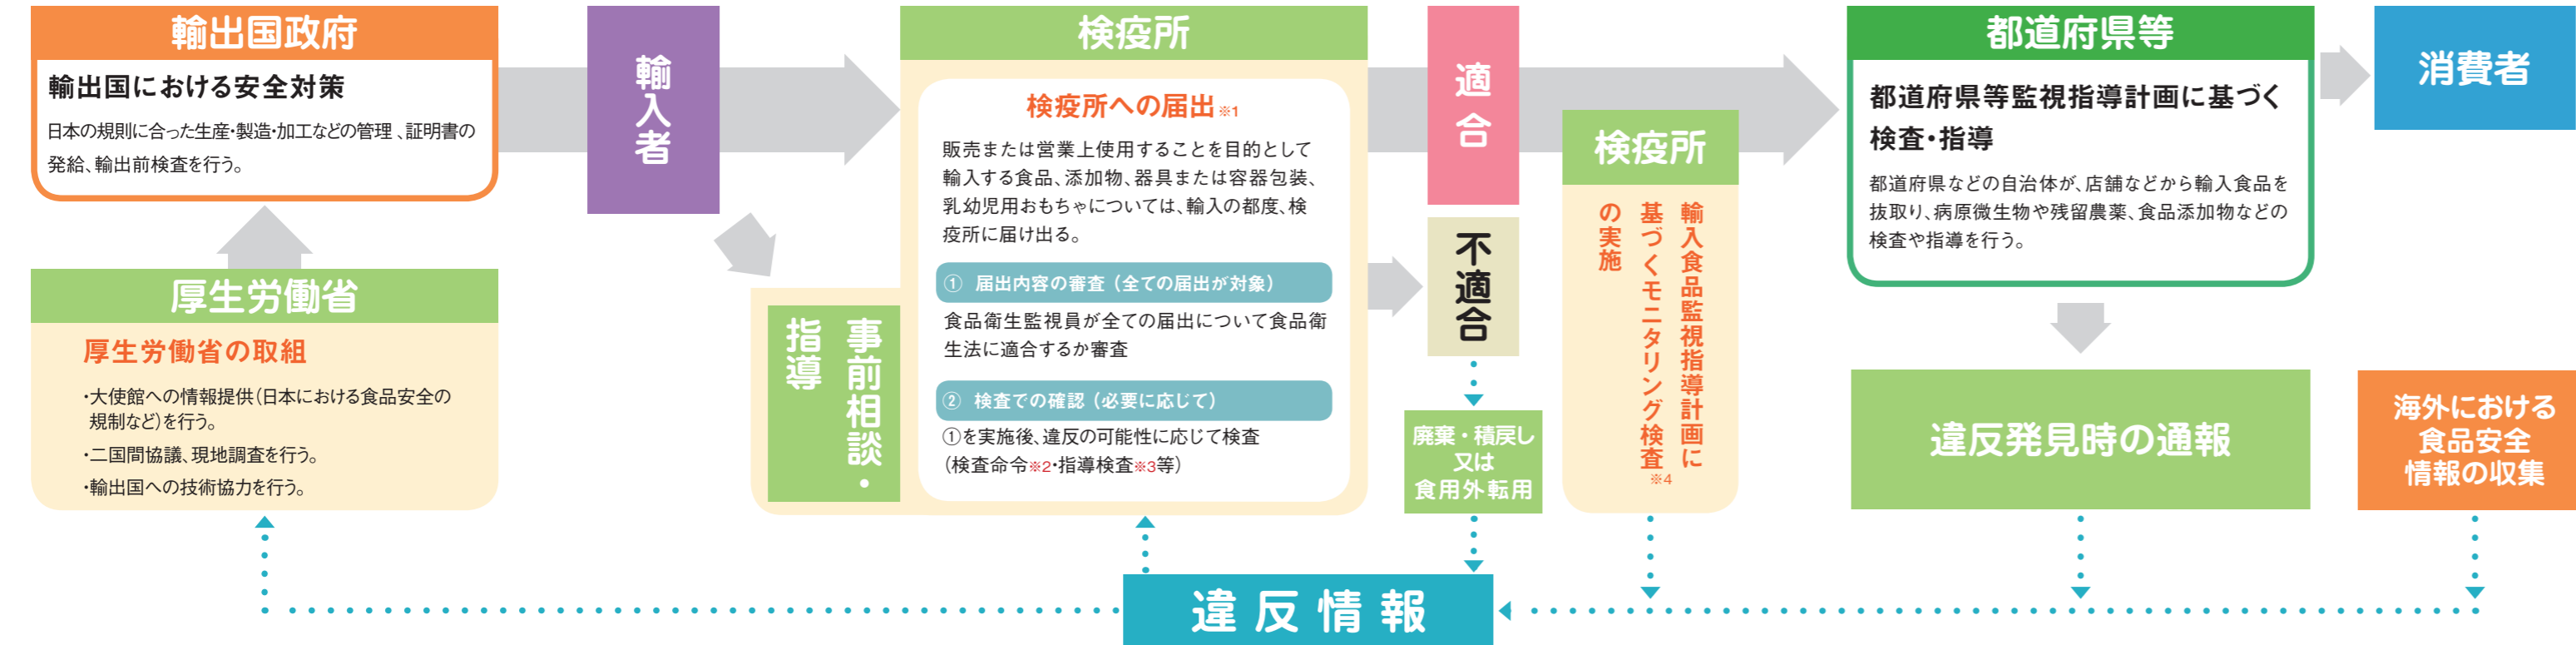 輸出国政府
輸出国における安全対策
日本の規則に合った生産・製造・加工などの管理、証明書の
発給、輸出前検査を行う。
厚生労働省
厚生労働省の取組
・大使館への情報提供（日本における食品安全の
規制など）を行う。
・二国間協議、現地調査を行う。
・輸出国への技術協力を行う。
輸入者
事前相談・
指導
検疫所
検疫所への届出※1
販売または営業上使用することを目的として
輸入する食品、添加物、器具または容器包装、
乳幼児用おもちゃについては、輸入の都度、検
疫所に届け出る。
① 届出内容の審査（全ての届出が対象）
食品衛生監視員が全ての届出について食品衛
生法に適合するか審査
② 検査での確認（必要に応じて）
①を実施後、違反の可能性に応じて検査
（検査命令※2・指導検査※3等）
適合
不適合
廃棄・積戻し
又は
食用外転用
検疫所
輸入食品監視指導計画に
基づくモニタリング検査※4
の実施
都道府県等
都道府県等監視指導計画に基づく
検査・指導
都道府県などの自治体が、店舗などから輸入食品を
抜取り、病原微生物や残留農薬、食品添加物などの
検査や指導を行う。
違反発見時の通報
消費者
海外における
食品安全
情報の収集
違反情報